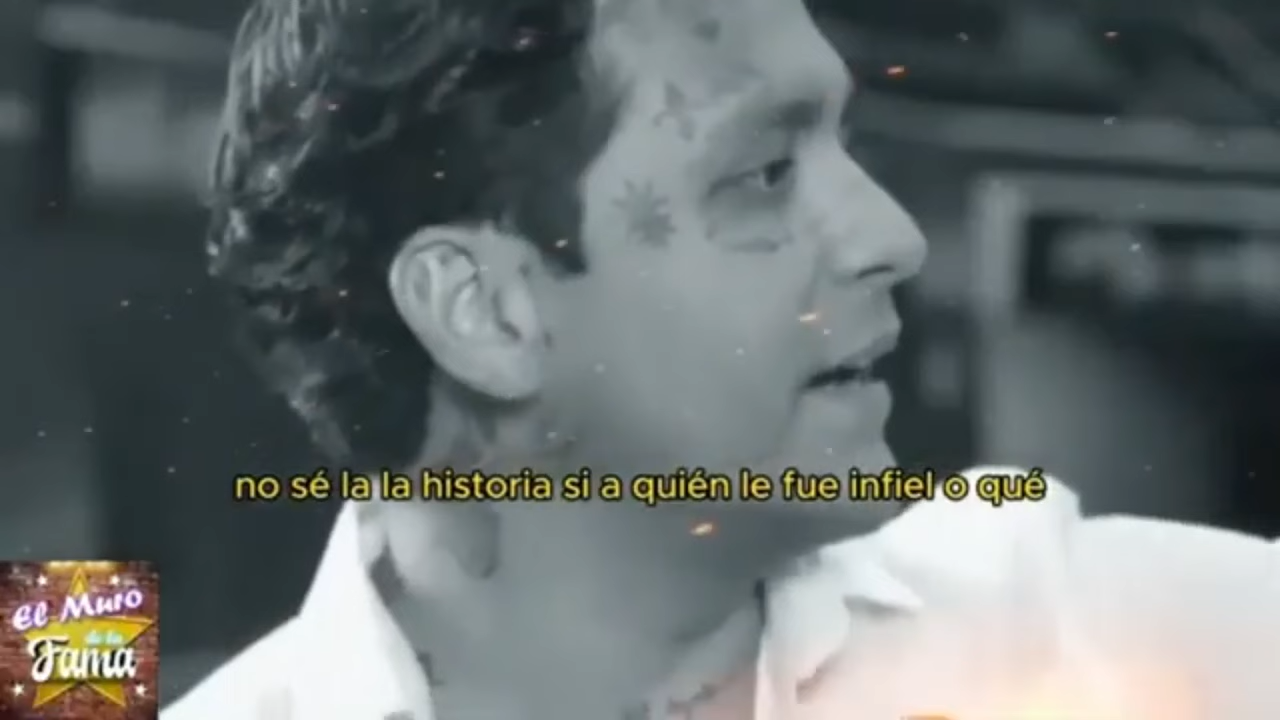 no sé la la historia si a quién le fue infiel o qué
El Muro
de la
Fama